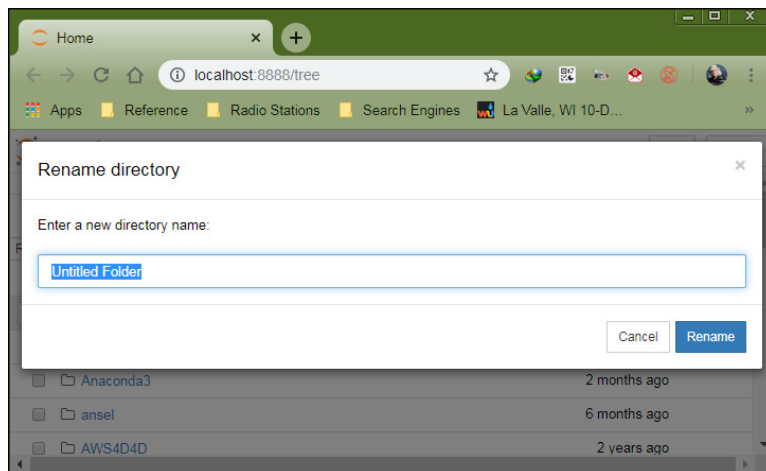 Home
localhost:8888/tree
Apps Reference Radio Stations Search Engines La Valle, WI 10-D...
Rename directory
Enter a new directory name:
Untitled Folder
Cancel Rename
Anaconda3 2 months ago
ansel 6 months ago
AWS4D4D 2 years ago